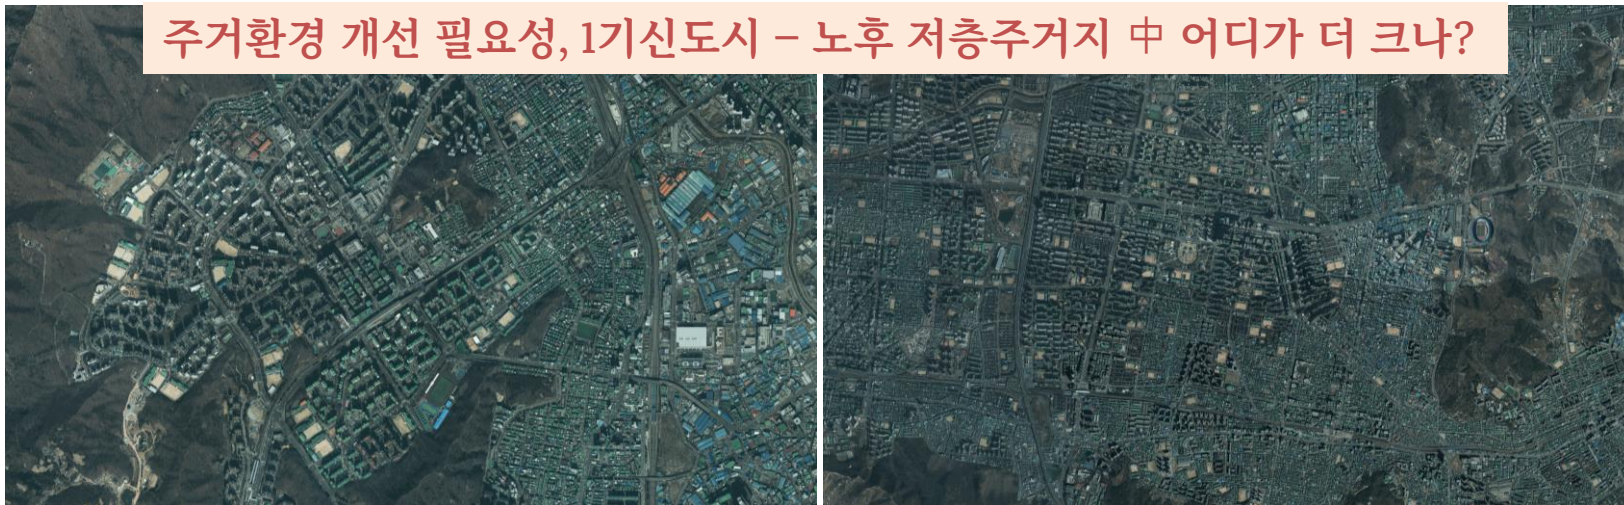 주거환경 개선 필요성, 1기신도시 – 노후 저층주거지 中 어디가 더 크나?